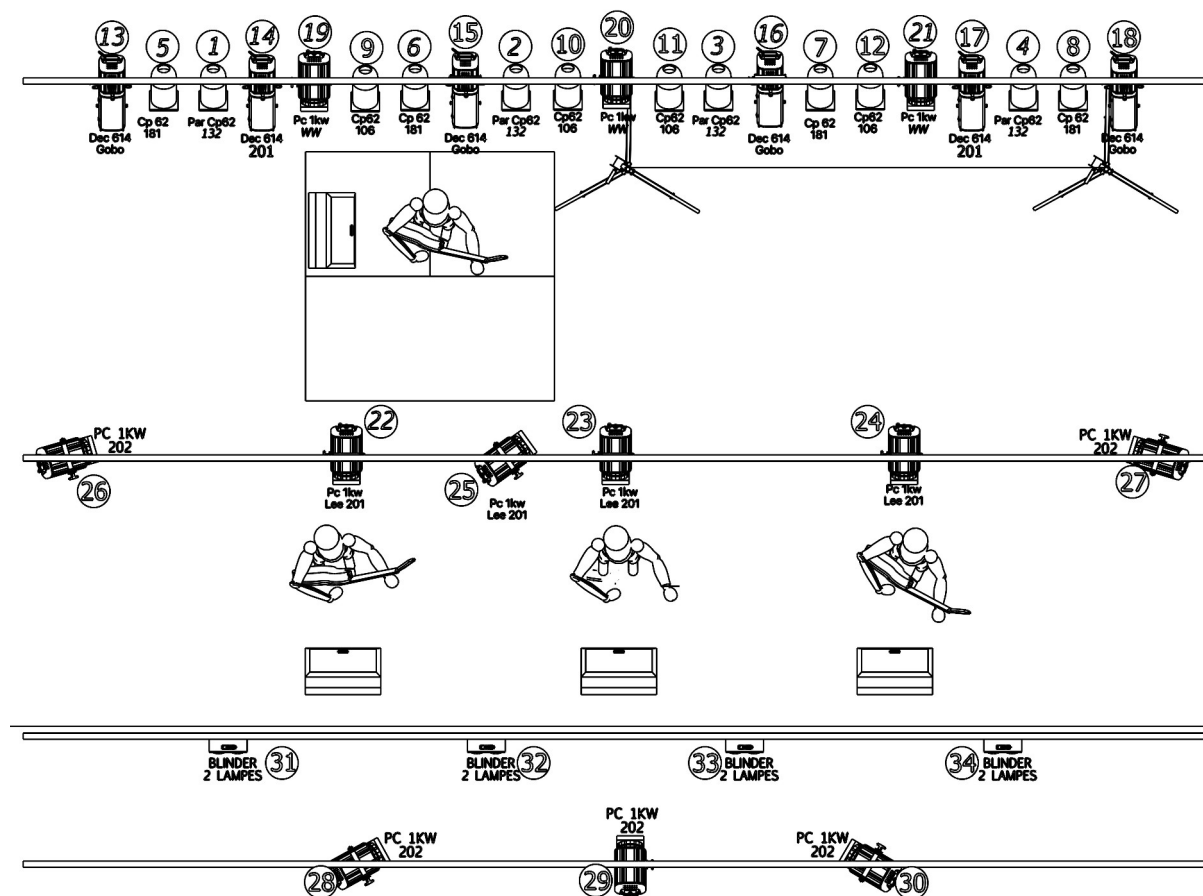 13 5 1 14 19 9 6 15 2 10 20 11 3 16 7 12 21 17 4 8 18
Dec 614
Gobo
Cp 62
181
Par Cp62
132
Dec 614
201
Pc 1kw
WW
Cp62
106
Cp 62
181
Dec 614
Gobo
Par Cp62
132
Cp62
106
Pc 1kw
WW
Cp62
106
Par Cp62
132
Dec 614
Gobo
Cp 62
181
Cp62
106
Pc 1kw
WW
Dec 614
201
Par Cp62
132
Cp 62
181
Dec 614
Gobo
22 23 24
PC 1KW
202
26
Pc 1kw
Lee 201
25
Pc 1kw
Lee 201
Pc 1kw
Lee 201
Pc 1kw
Lee 201
PC 1KW
202
27
BLINDER
2 LAMPES
31
BLINDER
2 LAMPES
32
33
BLINDER
2 LAMPES
34
BLINDER
2 LAMPES
PC 1KW
202
28
PC 1KW
202
29
PC 1KW
202
30